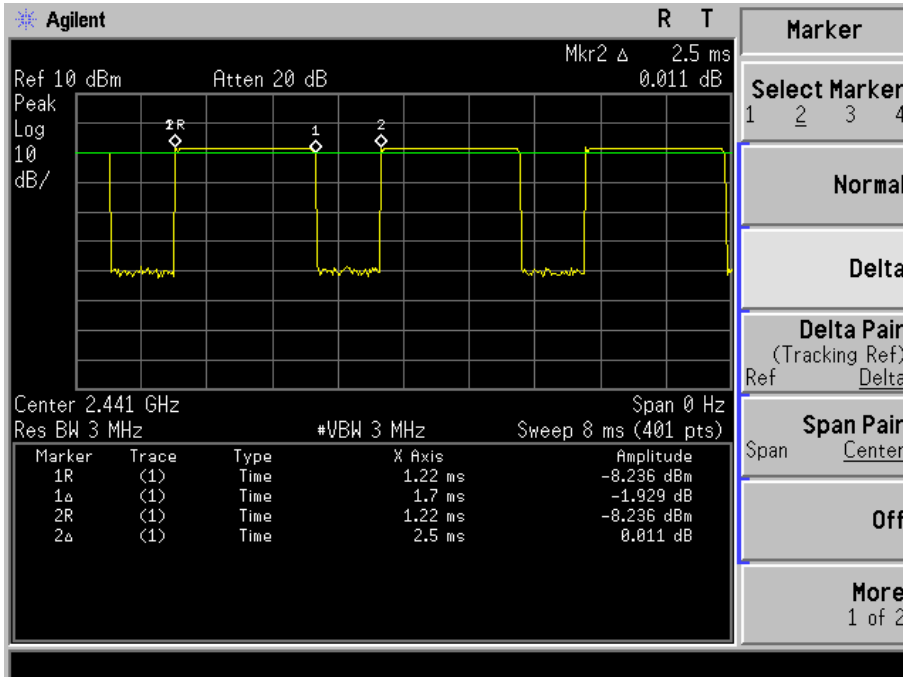 Agilent
R T
Mkr2 Δ 2.5 ms
Ref 10 dBm Atten 20 dB 0.011 dB
Peak
Log
10
dB/
1R
1
2
Center 2.441 GHz Span 0 Hz
Res BW 3 MHz #VBW 3 MHz Sweep 8 ms (401 pts)
Marker Trace Type X Axis Amplitude
1R (1) Time 1.22 ms -8.236 dBm
1Δ (1) Time 1.7 ms -1.929 dB
2R (1) Time 1.22 ms -8.236 dBm
2Δ (1) Time 2.5 ms 0.011 dB
Marker
Select Marker
1 2 3 4
Normal
Delta
Delta Pair
(Tracking Ref)
Ref Delta
Span Pair
Span Center
Off
More
1 of 2